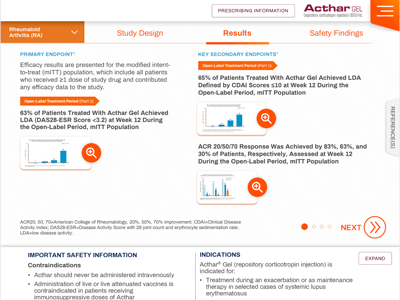 PRESCRIBING INFORMATION
Acthar GEL
(repository corticotropin injection) 80 U/mL
Rheumatoid
Arthritis (RA)
Study Design
Results
Safety Findings
PRIMARY ENDPOINT
Efficacy results are presented for the modified intent-
to-treat (mITT) population, which include all patients
who received ≥1 dose of study drug and contributed
any efficacy data to the study.
Open-Label Treatment Period (Part 1)
63% of Patients Treated With Acthar Gel Achieved
LDA (DAS28-ESR Score <3.2) at Week 12 During
the Open-Label Period, mITT Population
KEY SECONDARY ENDPOINTS
Open-Label Treatment Period (Part 1)
65% of Patients Treated With Acthar Gel Achieved LDA
Defined by CDAI Scores ≤10 at Week 12 During
the Open-Label Period, mITT Population
ACR 20/50/70 Response Was Achieved by 83%, 63%, and
30% of Patients, Respectively, Assessed at Week 12
During the Open-Label Period, mITT Population
REFERENCE(S)
ACR20, 50, 70=American College of Rheumatology, 20%, 50%, 70% improvement; CDAI=Clinical Disease
Activity Index; DAS28-ESR=Disease Activity Score with 28 joint count and erythrocyte sedimentation rate;
LDA=low disease activity.
NEXT
IMPORTANT SAFETY INFORMATION
Contraindications
• Acthar should never be administered intravenously
• Administration of live or attenuated vaccines is
contraindicated in patients receiving
immunosuppressive doses of Acthar
INDICATIONS
Acthar® Gel (repository corticotropin injection) is
indicated for:
• Treatment during an exacerbation or as maintenance
therapy in selected cases of systemic lupus
erythematosus
EXPAND